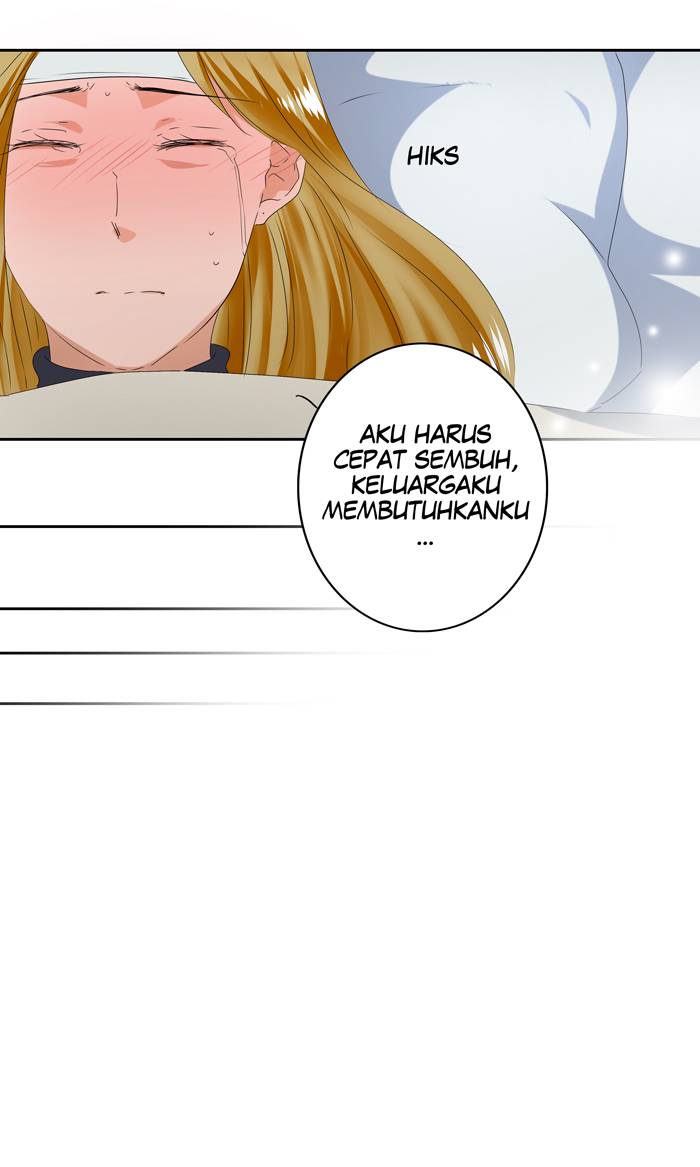 HIKS
AKU HARUS
CEPAT SEMBUH,
KELUARGAKU
MEMBUTUHKANKU
...